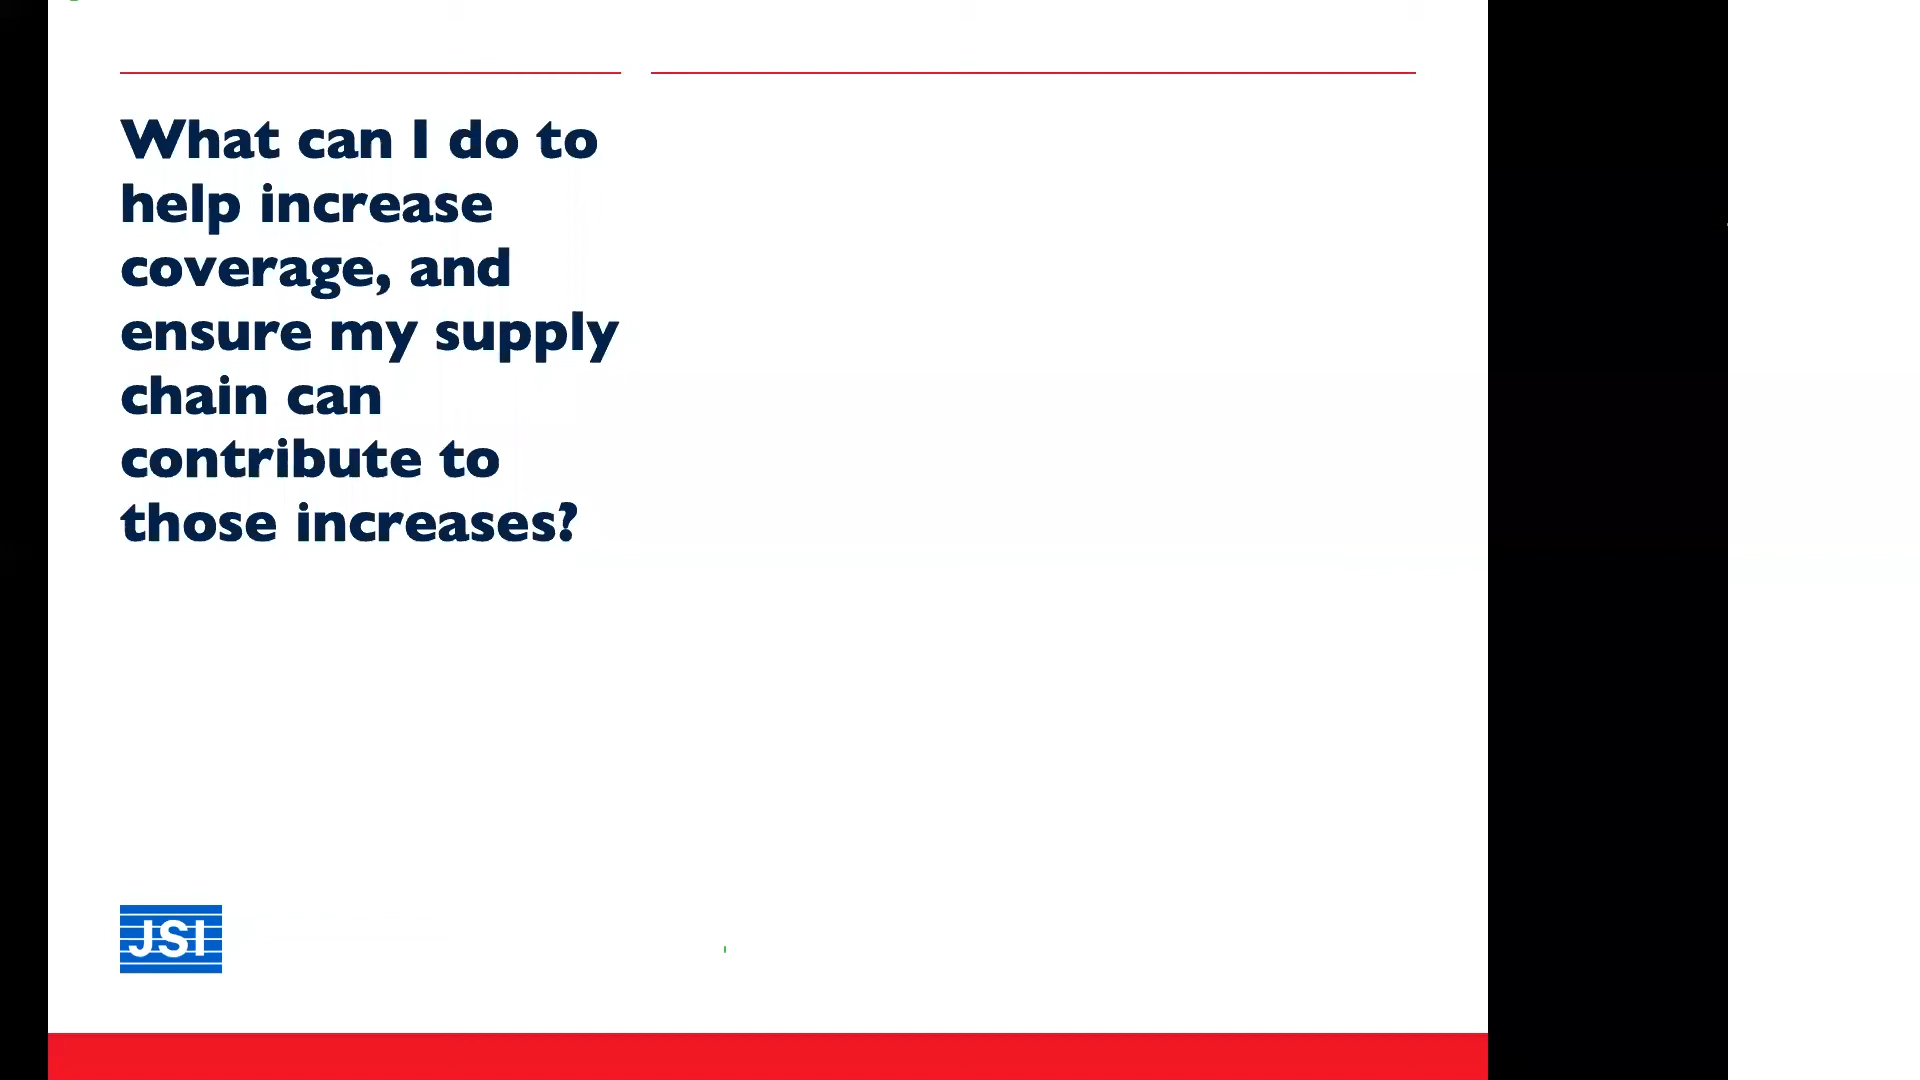 What can I do to
help increase
coverage, and
ensure my supply
chain can
contribute to
those increases?
JSI